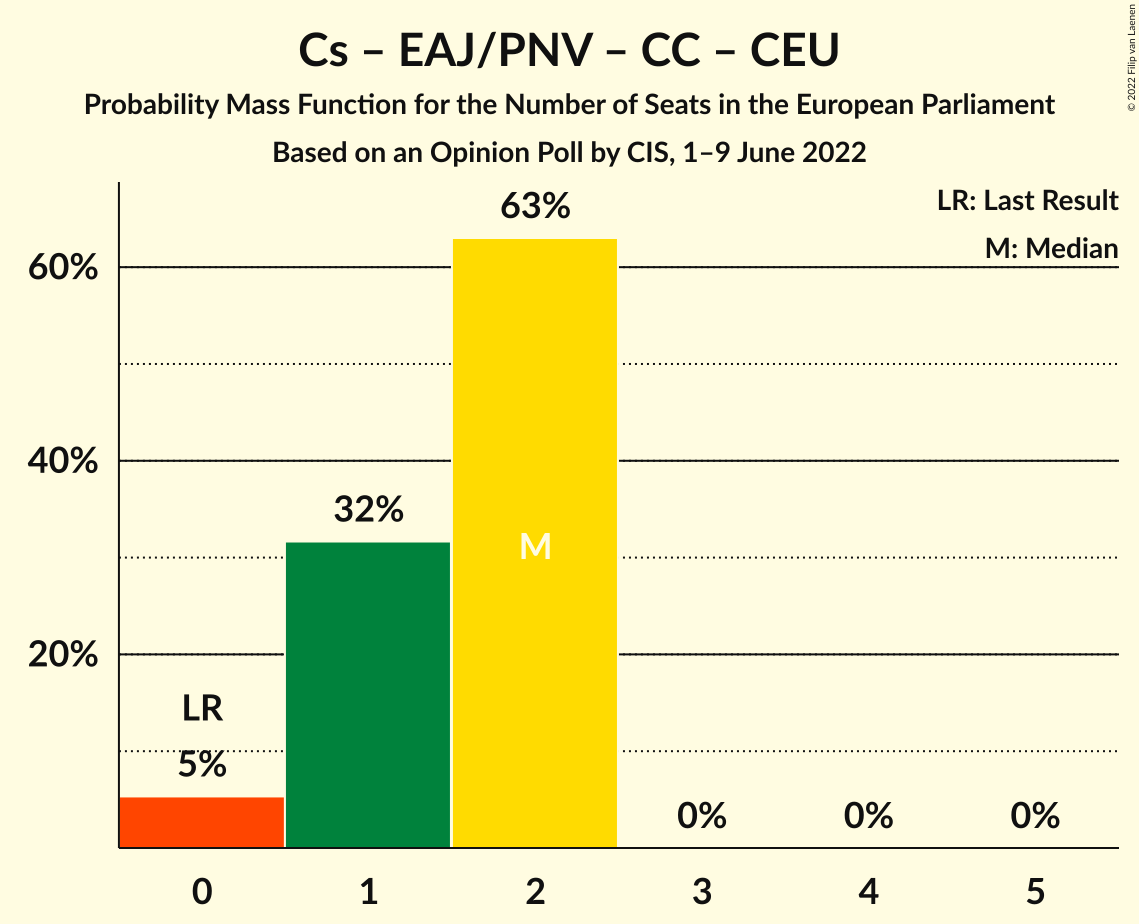 Cs – EAJ/PNV – CC – CEU
Probability Mass Function for the Number of Seats in the European Parliament
Based on an Opinion Poll by CIS, 1–9 June 2022
© 2022 Filip van Laenen
LR: Last Result
M: Median
63%
60%
40%
32%
M
20%
LR
5%
0%
0%
0%
0
1
2
3
4
5